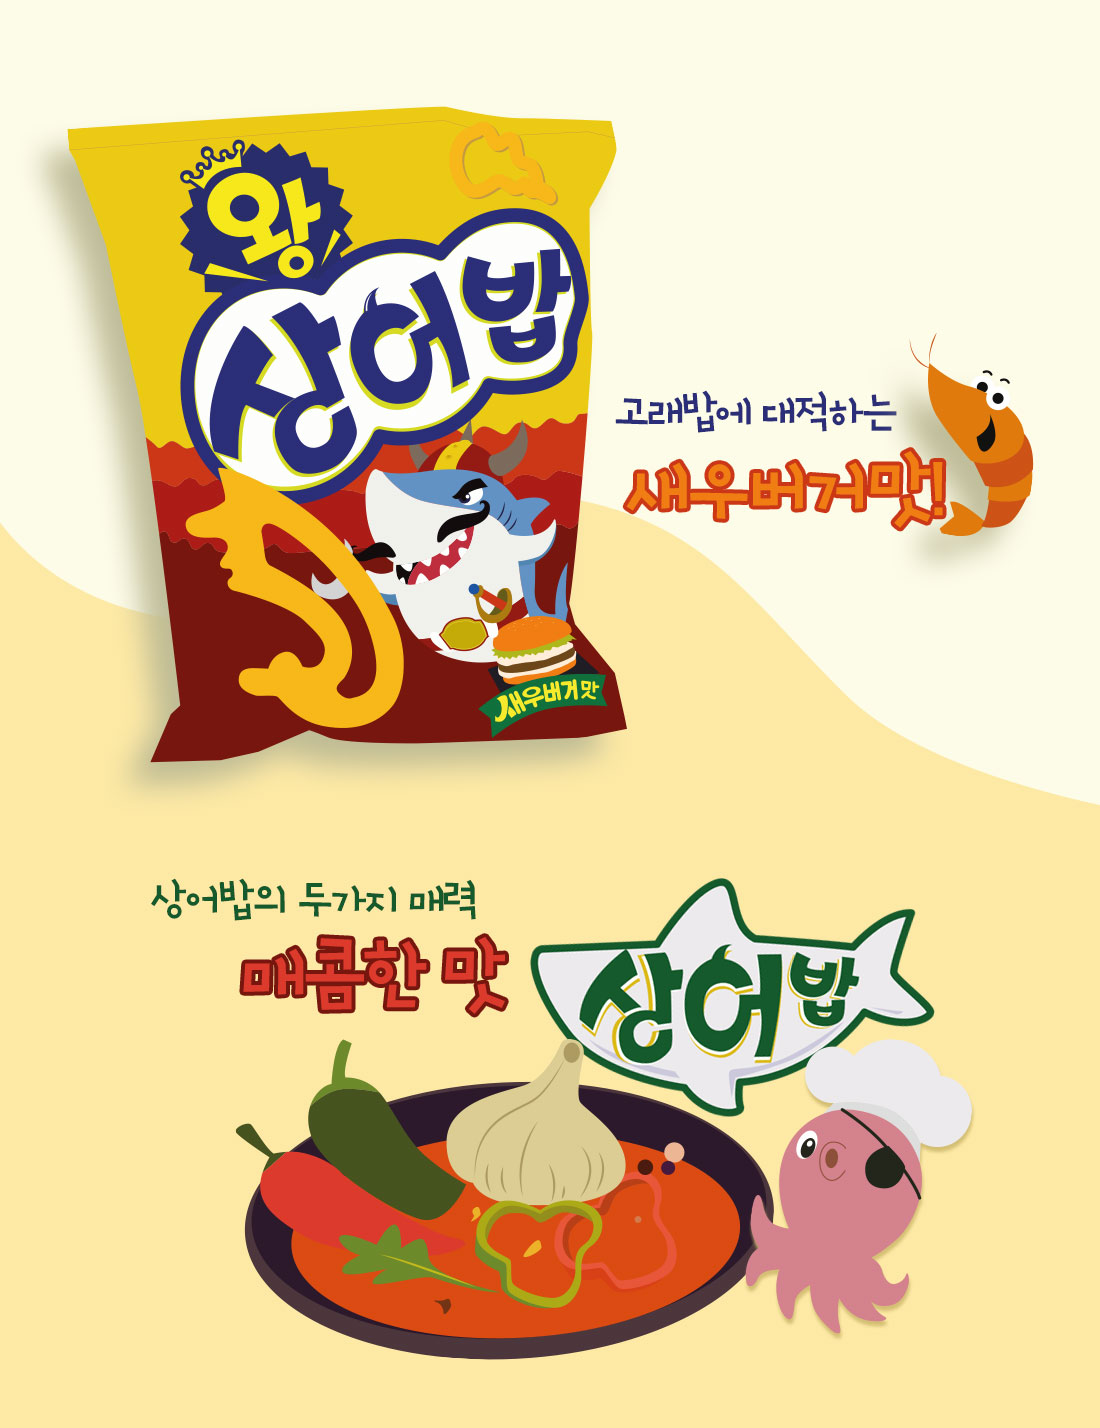 왕
상어밥
새우버거맛
고래밥에 대적하는
새우버거맛!
상어밥의 두가지 매력
매콤한 맛
상어밥